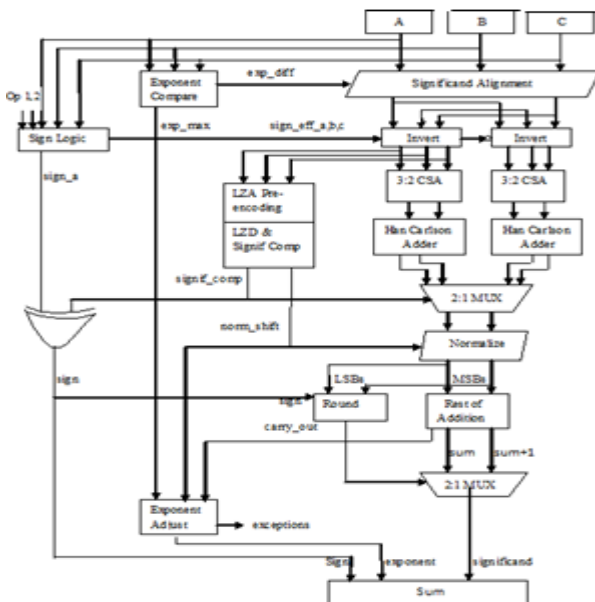 A
B
C
Exponent
Compare
exp_diff
Significand Alignment
Op 1,2
Sign Logic
exp_max
sign_eff_a,b,c
Invert
Invert
sign_a
LZA Pre-
encoding
3:2 CSA
3:2 CSA
LZD &
Signif Comp
Han Carlson
Adder
Han Carlson
Adder
signif_comp
2:1 MUX
norm_shift
Normalize
sign
LSBs
MSBs
sign
Round
Rest of
Addition
carry_out
sum
sum+1
2:1 MUX
Exponent
Adjust
exceptions
Sign
exponent
significand
Sum